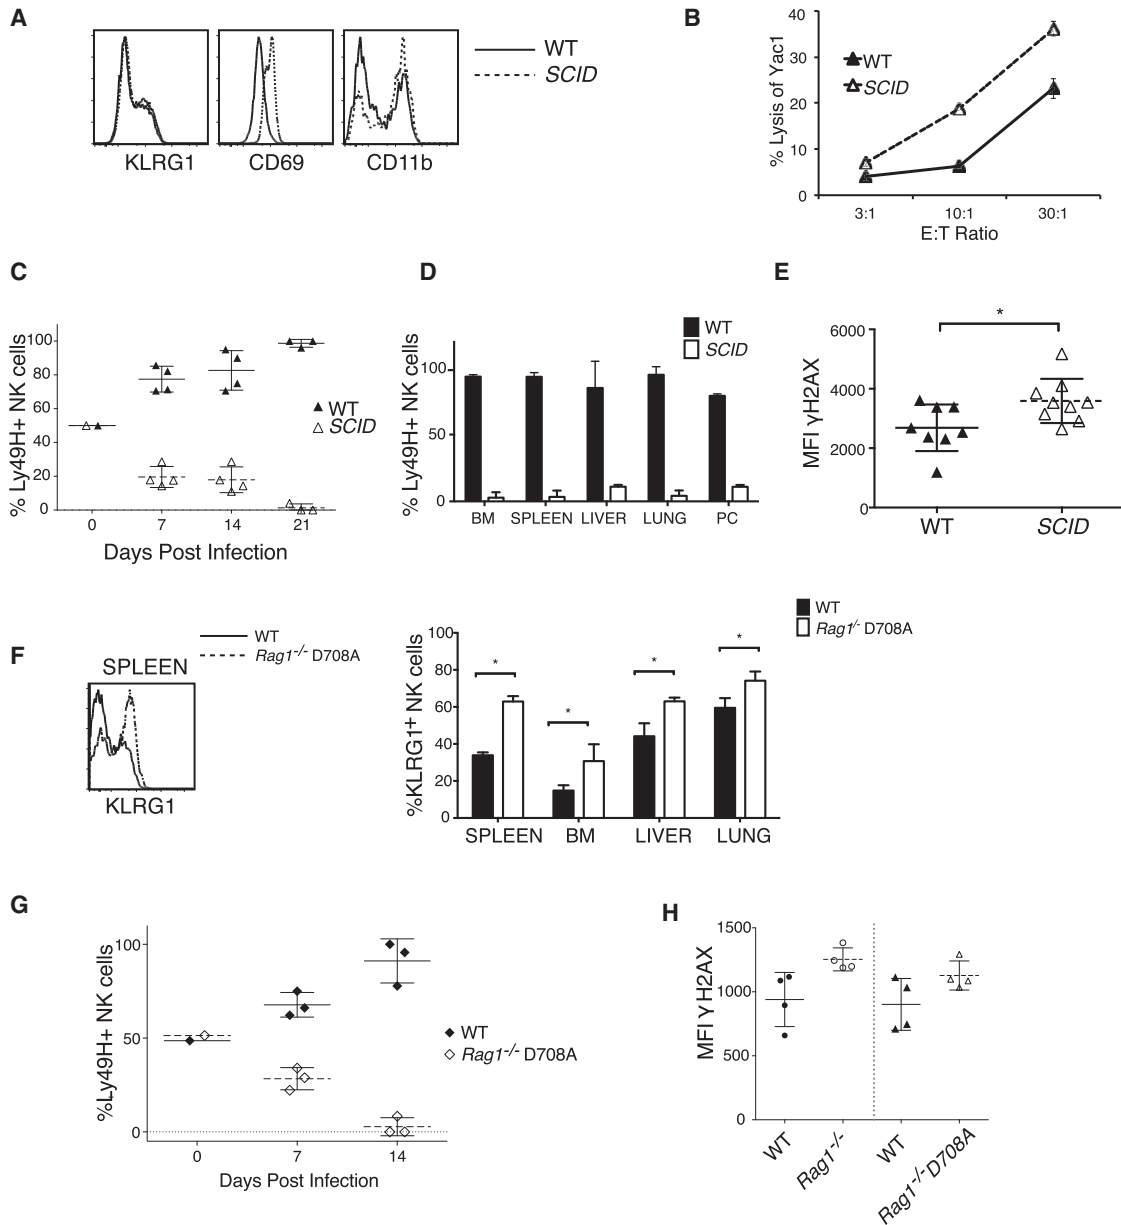 A
WT
SCID
KLRG1
CD69
CD11b
B
% Lysis of Yac1
40
30
20
10
0
WT
SCID
3:1
10:1
30:1
E:T Ratio
C
% Ly49H+ NK cells
100
80
60
40
20
0
WT
SCID
0
7
14
21
Days Post Infection
D
% Ly49H+ NK cells
100
50
0
WT
SCID
BM
SPLEEN
LIVER
LUNG
PC
E
MFI γH2AX
6000
4000
2000
0
*
WT
SCID
F
WT
Rag1-/- D708A
SPLEEN
KLRG1
%KLRG1+ NK cells
100
80
60
40
20
0
WT
Rag1/- D708A
*
*
*
*
SPLEEN
BM
LIVER
LUNG
G
%Ly49H+ NK cells
100
50
0
WT
Rag1-/- D708A
0
7
14
Days Post Infection
H
MFI γ H2AX
1500
1000
500
0
WT
Rag1-/-
WT
Rag1-/- D708A